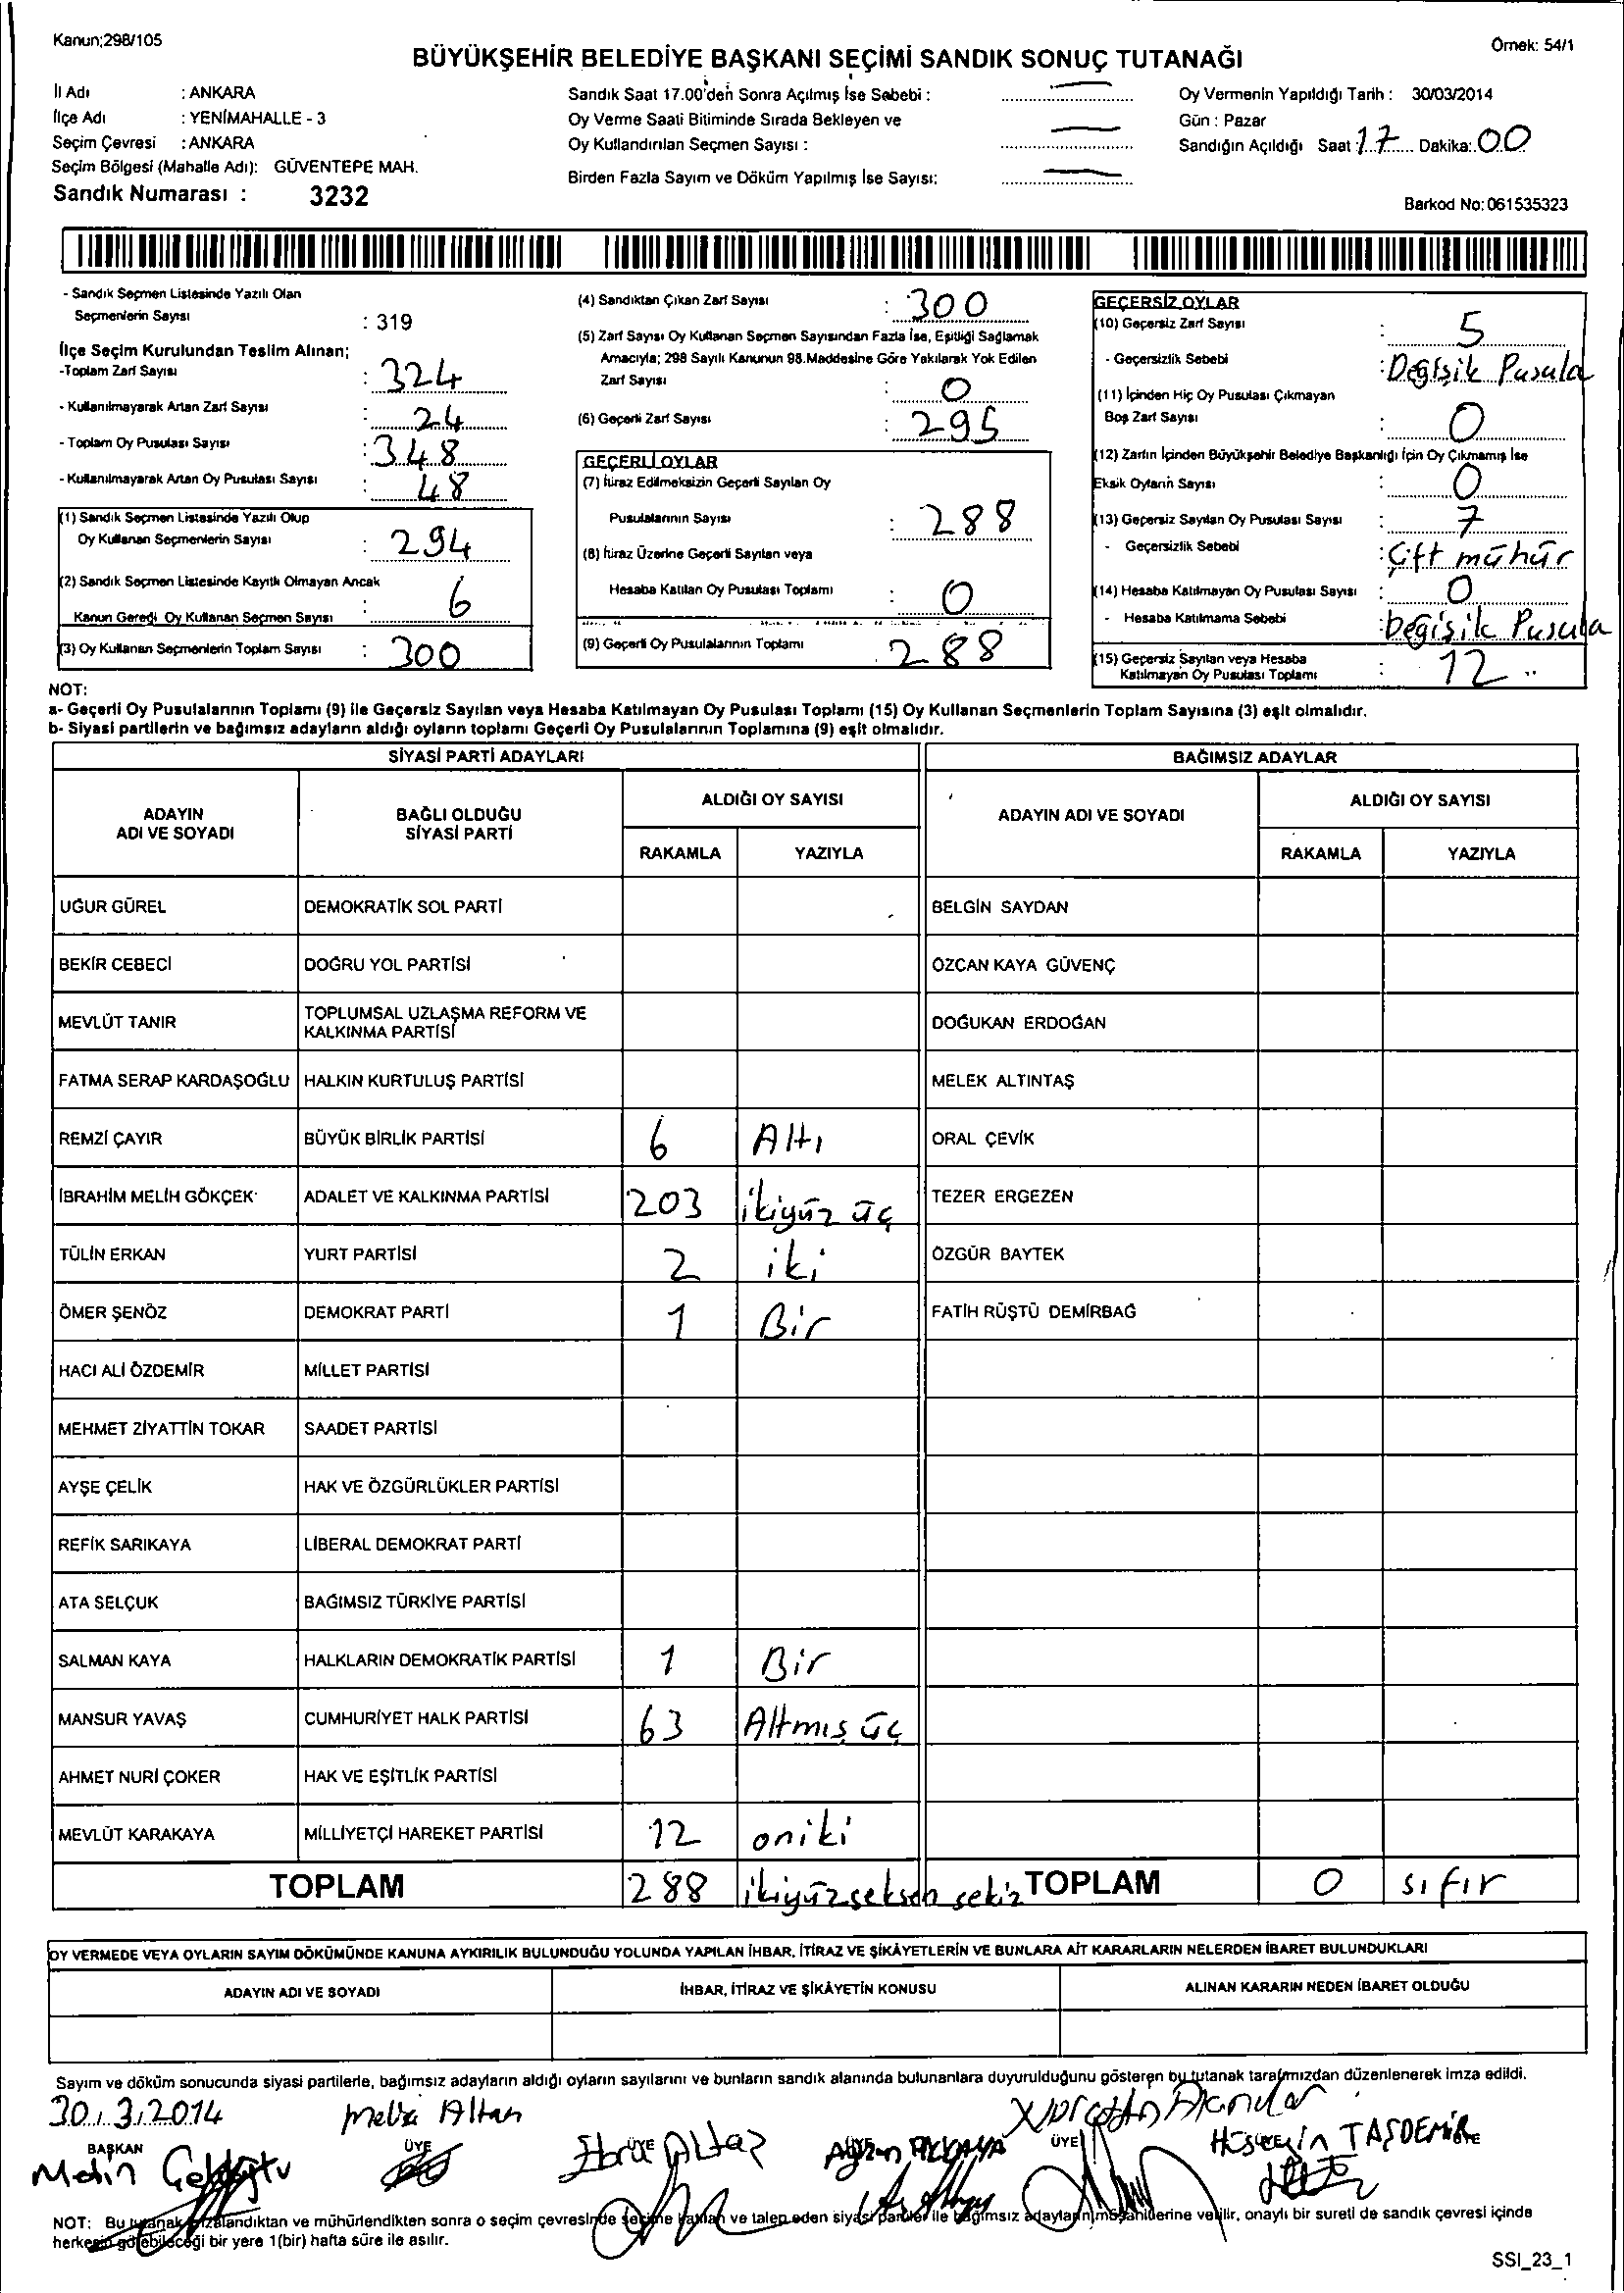 Kanun;298/105
Örnek: 54/1
BÜYÜKŞEHİR BELEDİYE BAŞKANI SEÇİMİ SANDIK SONUÇ TUTANAĞI
İl Adı : ANKARA
İlçe Adı : YENİMAHALLE - 3
Seçim Çevresi : ANKARA
Seçim Bölgesi (Mahalle Adı): GÜVENTEPE MAH.
Sandık Numarası : 3232
Sandık Saat 17.00'den Sonra Açılmış İse Sebebi :
Oy Verme Saati Bitiminde Sırada Bekleyen ve
Oy Kullandırılan Seçmen Sayısı :
Birden Fazla Sayım ve Döküm Yapılmış İse Sayısı:
Oy Vermenin Yapıldığı Tarih : 30/03/2014
Gün : Pazar
Sandığın Açıldığı Saat : 17 Dakika: 00
Barkod No: 061535323
- Sandık Seçmen Listesinde Yazılı Olan
Seçmenlerin Sayısı : 319
İlçe Seçim Kurulundan Teslim Alınan;
-Toplam Zarf Sayısı : 324
- Kullanılmayarak Artan Zarf Sayısı : 24
- Toplam Oy Pusulası Sayısı : 348
- Kullanılmayarak Artan Oy Pusulası Sayısı : 48
(1) Sandık Seçmen Listesinde Yazılı Olup
Oy Kullanan Seçmenlerin Sayısı : 294
(2) Sandık Seçmen Listesinde Kayıtlı Olmayan Ancak
Kanun Gereği Oy Kullanan Seçmen Sayısı : 6
(3) Oy Kullanan Seçmenlerin Toplam Sayısı : 300
(4) Sandıktan Çıkan Zarf Sayısı : 300
(5) Zarf Sayısı Oy Kullanan Seçmen Sayısından Fazla İse, Eşitliği Sağlamak
Amacıyla; 298 Sayılı Kanunun 98.Maddesine Göre Yakılarak Yok Edilen
Zarf Sayısı : 0
(6) Geçerli Zarf Sayısı : 295
GEÇERLİ OYLAR
(7) İtiraz Edilmeksizin Geçerli Sayılan Oy
Pusulalarının Sayısı : 288
(8) İtiraz Üzerine Geçerli Sayılan veya
Hesaba Katılan Oy Pusulası Toplamı : 0
(9) Geçerli Oy Pusulalarının Toplamı 288
GEÇERSİZ OYLAR
(10) Geçersiz Zarf Sayısı : 5
- Geçersizlik Sebebi : Değişik Pusula
(11) İçinden Hiç Oy Pusulası Çıkmayan
Boş Zarf Sayısı : 0
(12) Zarfın İçinden Büyükşehir Belediye Başkanlığı İçin Oy Çıkmamış İse
Eksik Oyların Sayısı : 0
(13) Geçersiz Sayılan Oy Pusulası Sayısı : 7
- Geçersizlik Sebebi : Çift mühür
(14) Hesaba Katılmayan Oy Pusulası Sayısı : 0
- Hesaba Katılmama Sebebi : Değişik Pusula
(15) Geçersiz Sayılan veya Hesaba
Katılmayan Oy Pusulası Toplamı : 12
NOT:
a- Geçerli Oy Pusulalarının Toplamı (9) ile Geçersiz Sayılan veya Hesaba Katılmayan Oy Pusulası Toplamı (15) Oy Kullanan Seçmenlerin Toplam Sayısına (3) eşit olmalıdır.
b- Siyasi partilerin ve bağımsız adayların aldığı oyların toplamı Geçerli Oy Pusulalarının Toplamına (9) eşit olmalıdır.
SİYASİ PARTİ ADAYLARI BAĞIMSIZ ADAYLAR
ADAYIN
ADI VE SOYADI
BAĞLI OLDUĞU
SİYASİ PARTİ
ALDIĞI OY SAYISI
RAKAMLA YAZIYLA
ADAYIN ADI VE SOYADI
ALDIĞI OY SAYISI
RAKAMLA YAZIYLA
UĞUR GÜREL DEMOKRATİK SOL PARTİ BELGİN SAYDAN
BEKİR CEBECİ DOĞRU YOL PARTİSİ ÖZCAN KAYA GÜVENÇ
MEVLÜT TANIR TOPLUMSAL UZLAŞMA REFORM VE
KALKINMA PARTİSİ DOĞUKAN ERDOĞAN
FATMA SERAP KARDAŞOĞLU HALKIN KURTULUŞ PARTİSİ MELEK ALTINTAŞ
REMZİ ÇAYIR BÜYÜK BİRLİK PARTİSİ 6 Altı ORAL ÇEVİK
İBRAHİM MELİH GÖKÇEK ADALET VE KALKINMA PARTİSİ 203 ikiyüz üç TEZER ERGEZEN
TÜLİN ERKAN YURT PARTİSİ 2 iki ÖZGÜR BAYTEK
ÖMER ŞENÖZ DEMOKRAT PARTİ 1 Bir FATİH RÜŞTÜ DEMİRBAĞ
HACI ALİ ÖZDEMİR MİLLET PARTİSİ
MEHMET ZİYATTİN TOKAR SAADET PARTİSİ
AYŞE ÇELİK HAK VE ÖZGÜRLÜKLER PARTİSİ
REFİK SARIKAYA LİBERAL DEMOKRAT PARTİ
ATA SELÇUK BAĞIMSIZ TÜRKİYE PARTİSİ
SALMAN KAYA HALKLARIN DEMOKRATİK PARTİSİ 1 Bir
MANSUR YAVAŞ CUMHURİYET HALK PARTİSİ 63 Altmış üç
AHMET NURİ ÇOKER HAK VE EŞİTLİK PARTİSİ
MEVLÜT KARAKAYA MİLLİYETÇİ HAREKET PARTİSİ 12 oniki
TOPLAM 288 ikiyüzseksen sekiz TOPLAM 0 sıfır
OY VERMEDE VEYA OYLARIN SAYIM DÖKÜMÜNDE KANUNA AYKIRILIK BULUNDUĞU YOLUNDA YAPILAN İHBAR, İTİRAZ VE ŞİKÂYETLERİN VE BUNLARA AİT KARARLARIN NELERDEN İBARET BULUNDUKLARI
ADAYIN ADI VE SOYADI İHBAR, İTİRAZ VE ŞİKÂYETİN KONUSU ALINAN KARARIN NEDEN İBARET OLDUĞU
Sayım ve döküm sonucunda siyasi partilerle, bağımsız adayların aldığı oyların sayılarını ve bunların sandık alanında bulunanlara duyurulduğunu gösteren bu tutanak tarafımızdan düzenlenerek imza edildi.
30.3.2014 Altan
BAŞKAN ÜYE ÜYE ÜYE
Metin Ebru Altaş Hüseyin TAŞDEMİR
NOT: Bu tutanak imzalandıktan ve mühürlendikten sonra o seçim çevresinde seçime katılan ve talep eden siyasi partiler ile bağımsız adayların müşahitlerine verilir, onaylı bir sureti de sandık çevresi içinde
herkesin görebileceği bir yere 1(bir) hafta süre ile asılır.
SSI_23_1